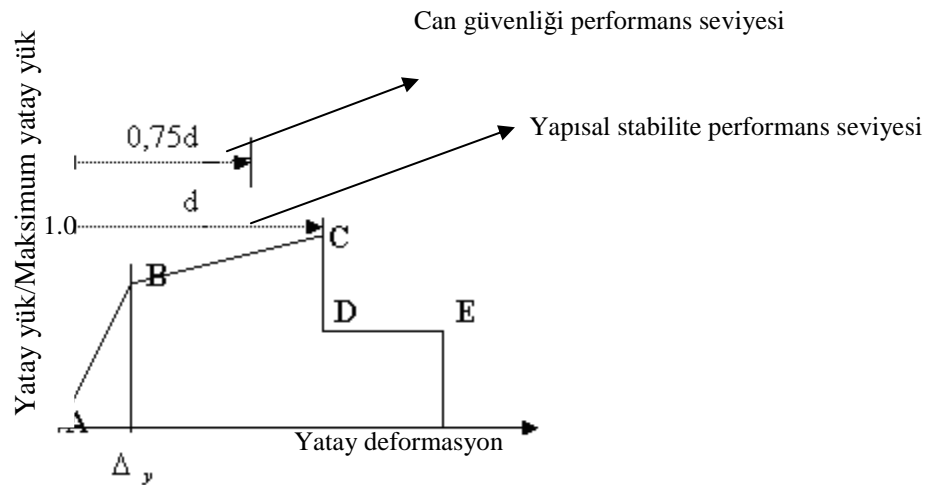 Can güvenliği performans seviyesi
Yatay yük/Maksimum yatay yük
0,75d
Yapısal stabilite performans seviyesi
d
1.0
C
B
D
E
A
Yatay deformasyon
Δ y